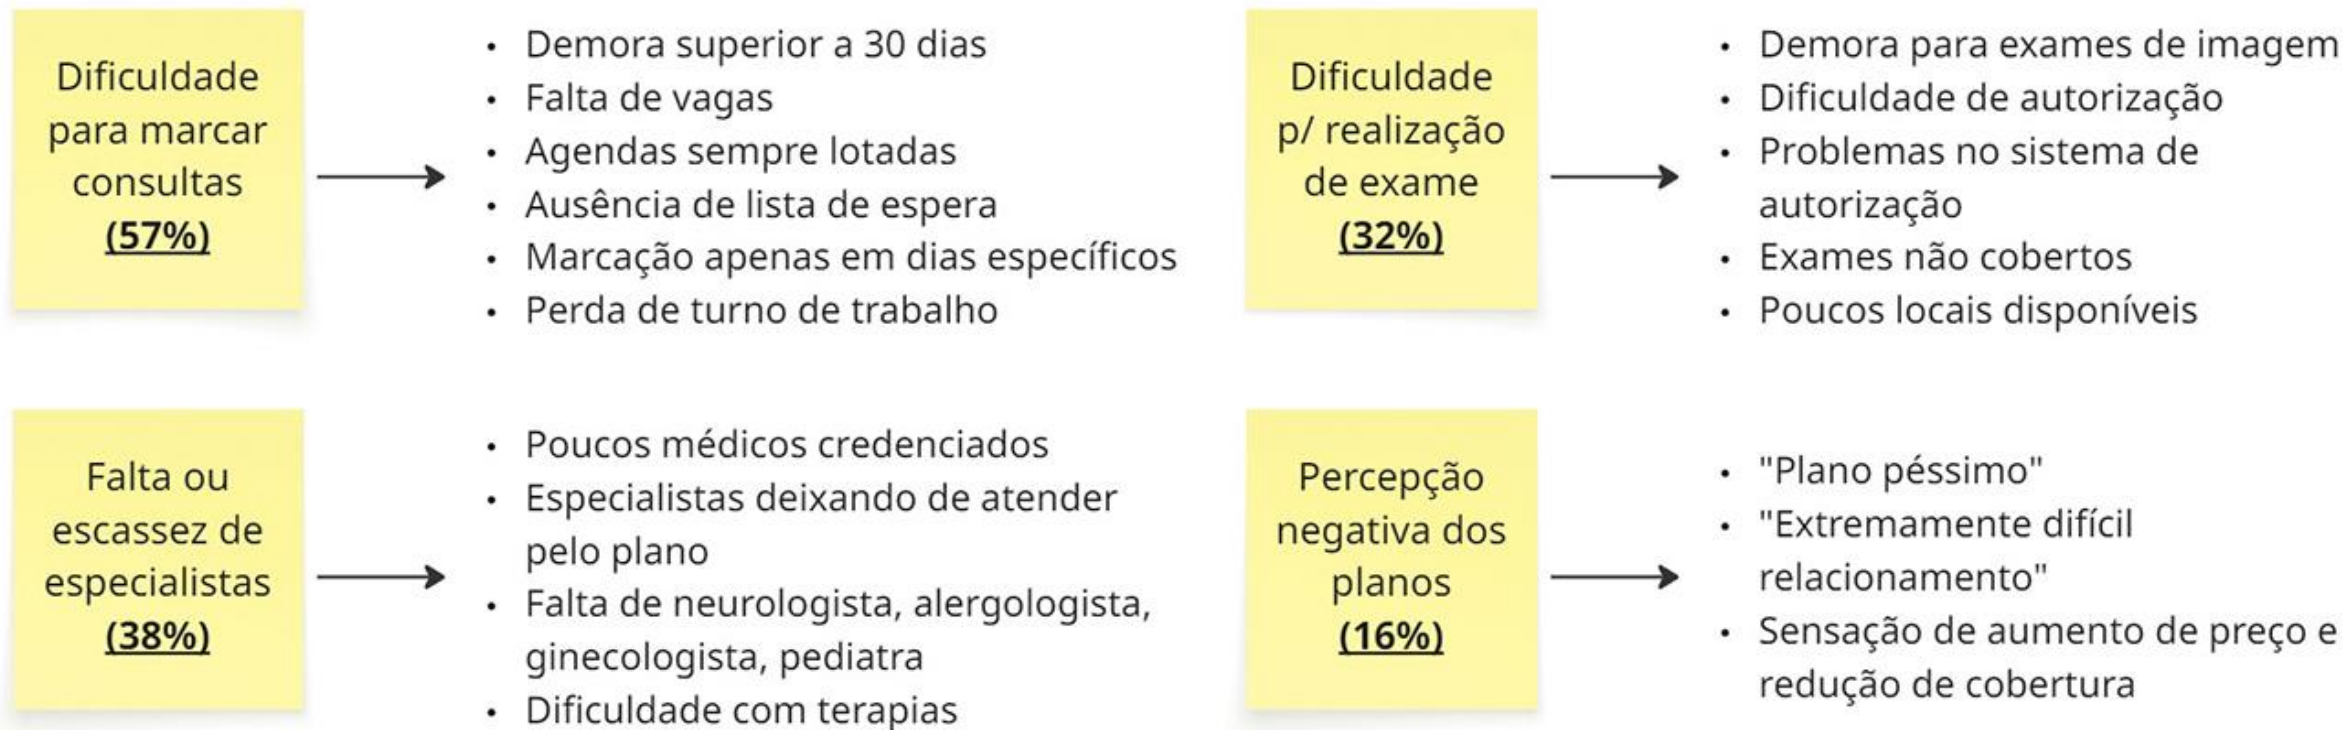 Dificuldade
para marcar
consultas
(57%)
• Demora superior a 30 dias
• Falta de vagas
• Agendas sempre lotadas
• Ausência de lista de espera
• Marcação apenas em dias específicos
• Perda de turno de trabalho
Dificuldade
p/ realização
de exame
(32%)
• Demora para exames de imagem
• Dificuldade de autorização
• Problemas no sistema de
autorização
• Exames não cobertos
• Poucos locais disponíveis
Falta ou
escassez de
especialistas
(38%)
• Poucos médicos credenciados
• Especialistas deixando de atender
pelo plano
• Falta de neurologista, alergologista,
ginecologista, pediatra
• Dificuldade com terapias
Percepção
negativa dos
planos
(16%)
• "Plano péssimo"
• "Extremamente difícil
relacionamento"
• Sensação de aumento de preço e
redução de cobertura